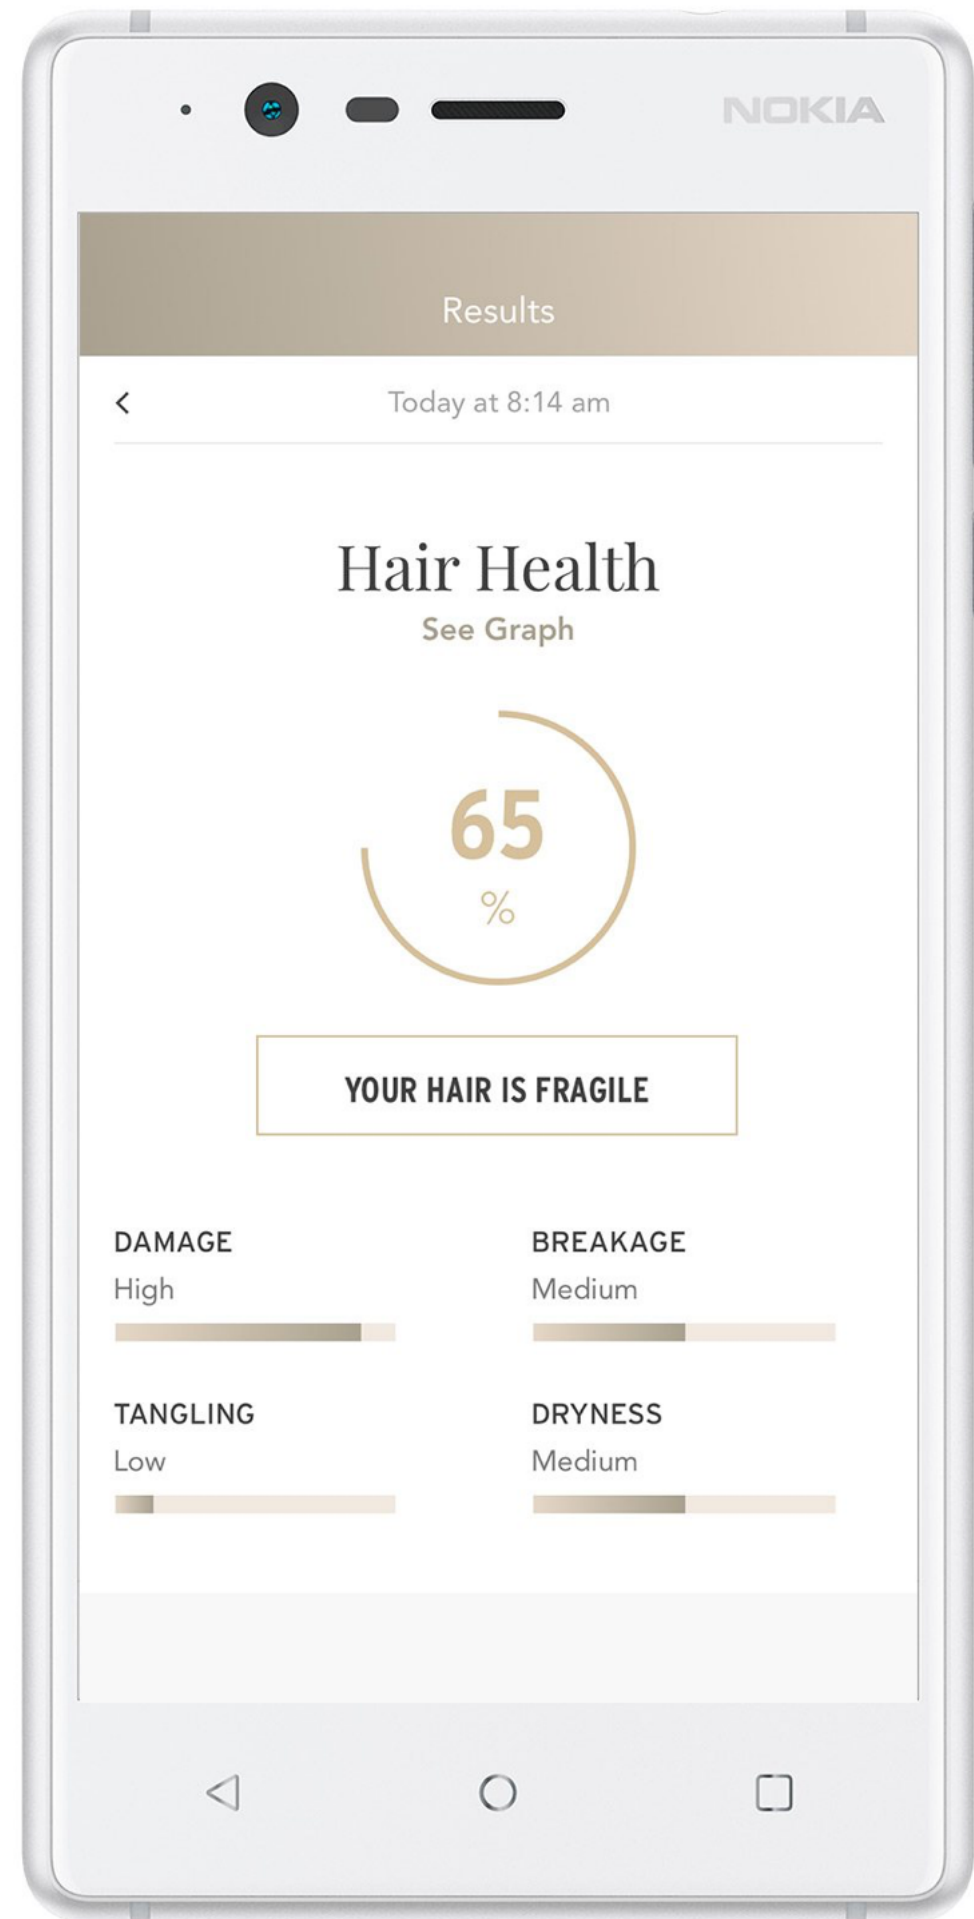 NOKIA
Results
Today at 8:14 am
Hair Health
See Graph
65
%
YOUR HAIR IS FRAGILE
DAMAGE
High
BREAKAGE
Medium
TANGLING
Low
DRYNESS
Medium